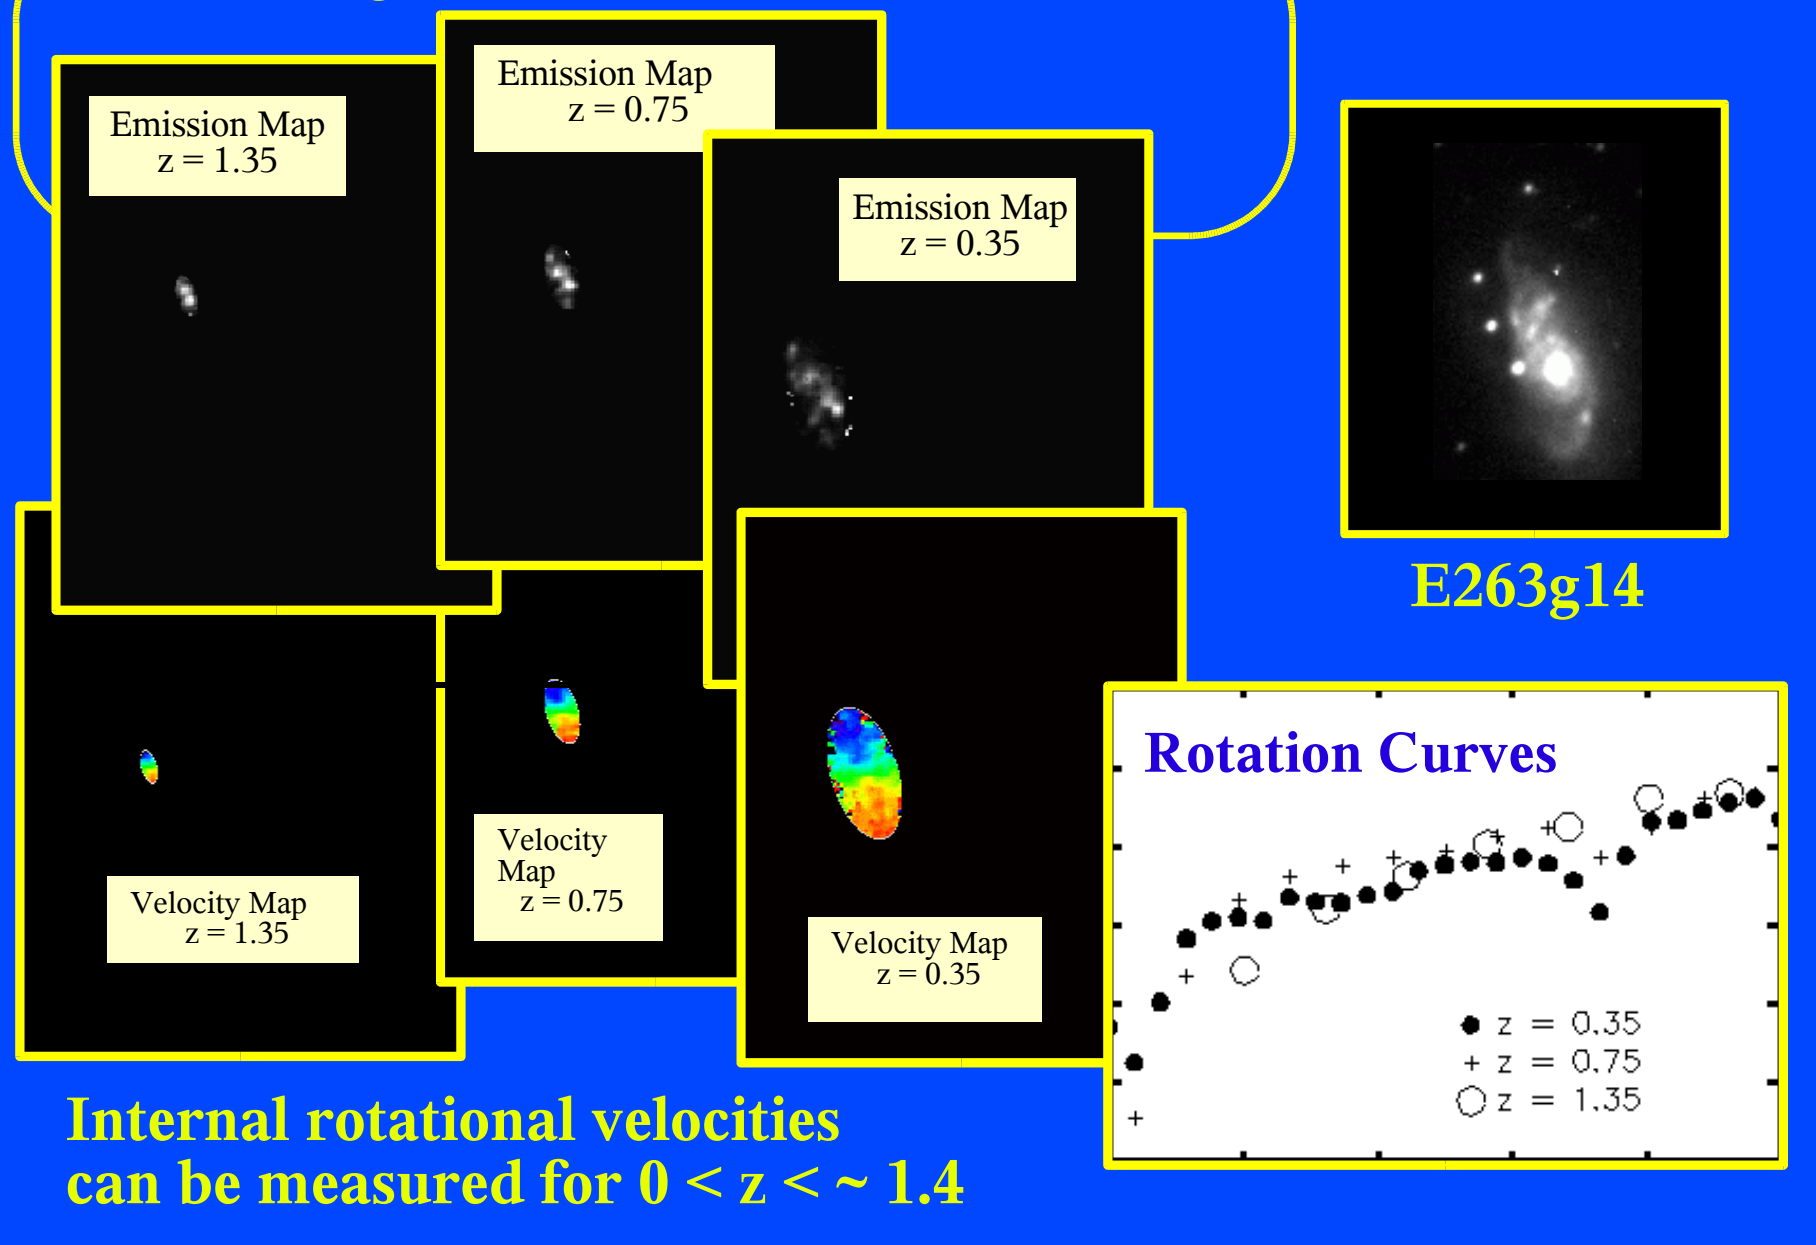 Emission Map
z = 1.35
Emission Map
z = 0.75
Emission Map
z = 0.35
E263g14
Velocity Map
z = 1.35
Velocity
Map
z = 0.75
Velocity Map
z = 0.35
Rotation Curves
z = 0.35
+ z = 0.75
z = 1.35
Internal rotational velocities
can be measured for 0 < z < ~ 1.4